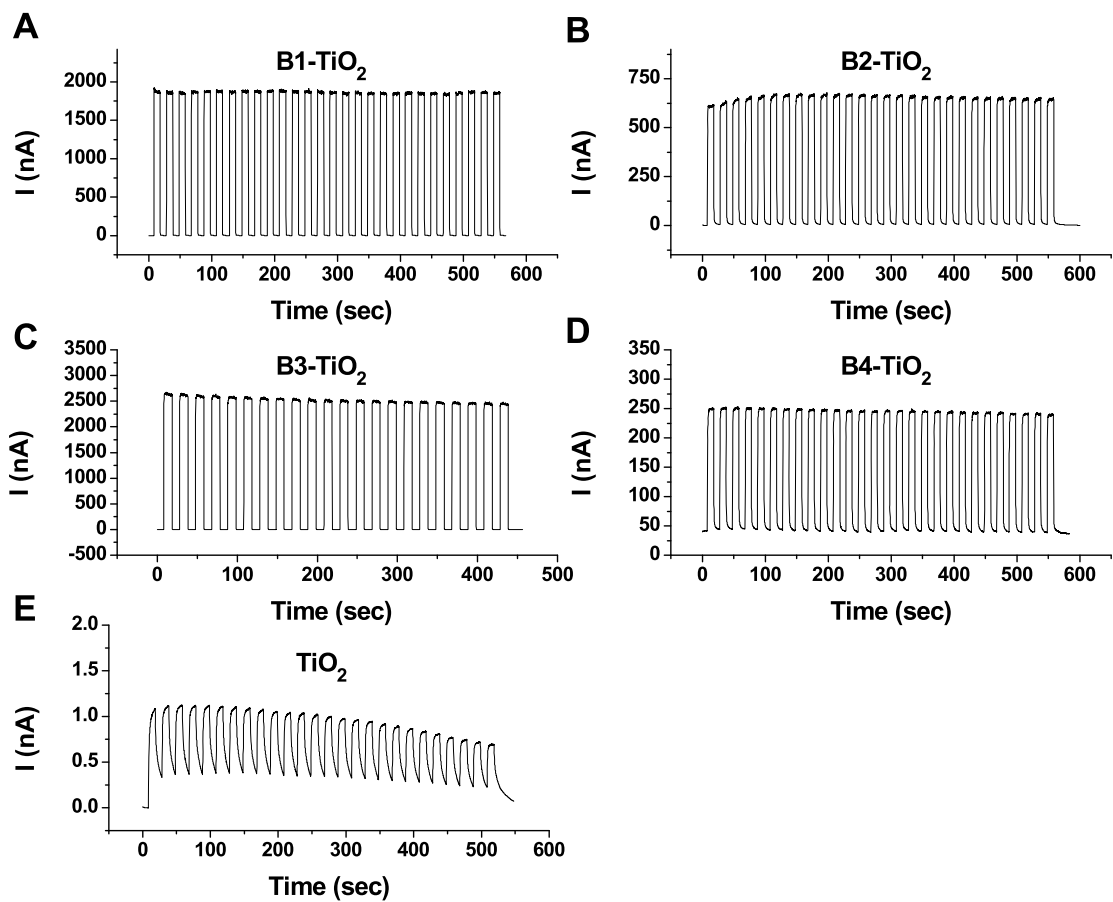 A
B1-TiO₂
2000
1500
1000
500
0
I (nA)
0 100 200 300 400 500 600
Time (sec)
B
B2-TiO₂
750
500
250
0
I (nA)
0 100 200 300 400 500 600
Time (sec)
C
B3-TiO₂
3500
3000
2500
2000
1500
1000
500
0
-500
I (nA)
0 100 200 300 400 500
Time (sec)
D
B4-TiO₂
350
300
250
200
150
100
50
0
I (nA)
0 100 200 300 400 500 600
Time (sec)
E
TiO₂
2.0
1.5
1.0
0.5
0.0
I (nA)
0 100 200 300 400 500 600
Time (sec)